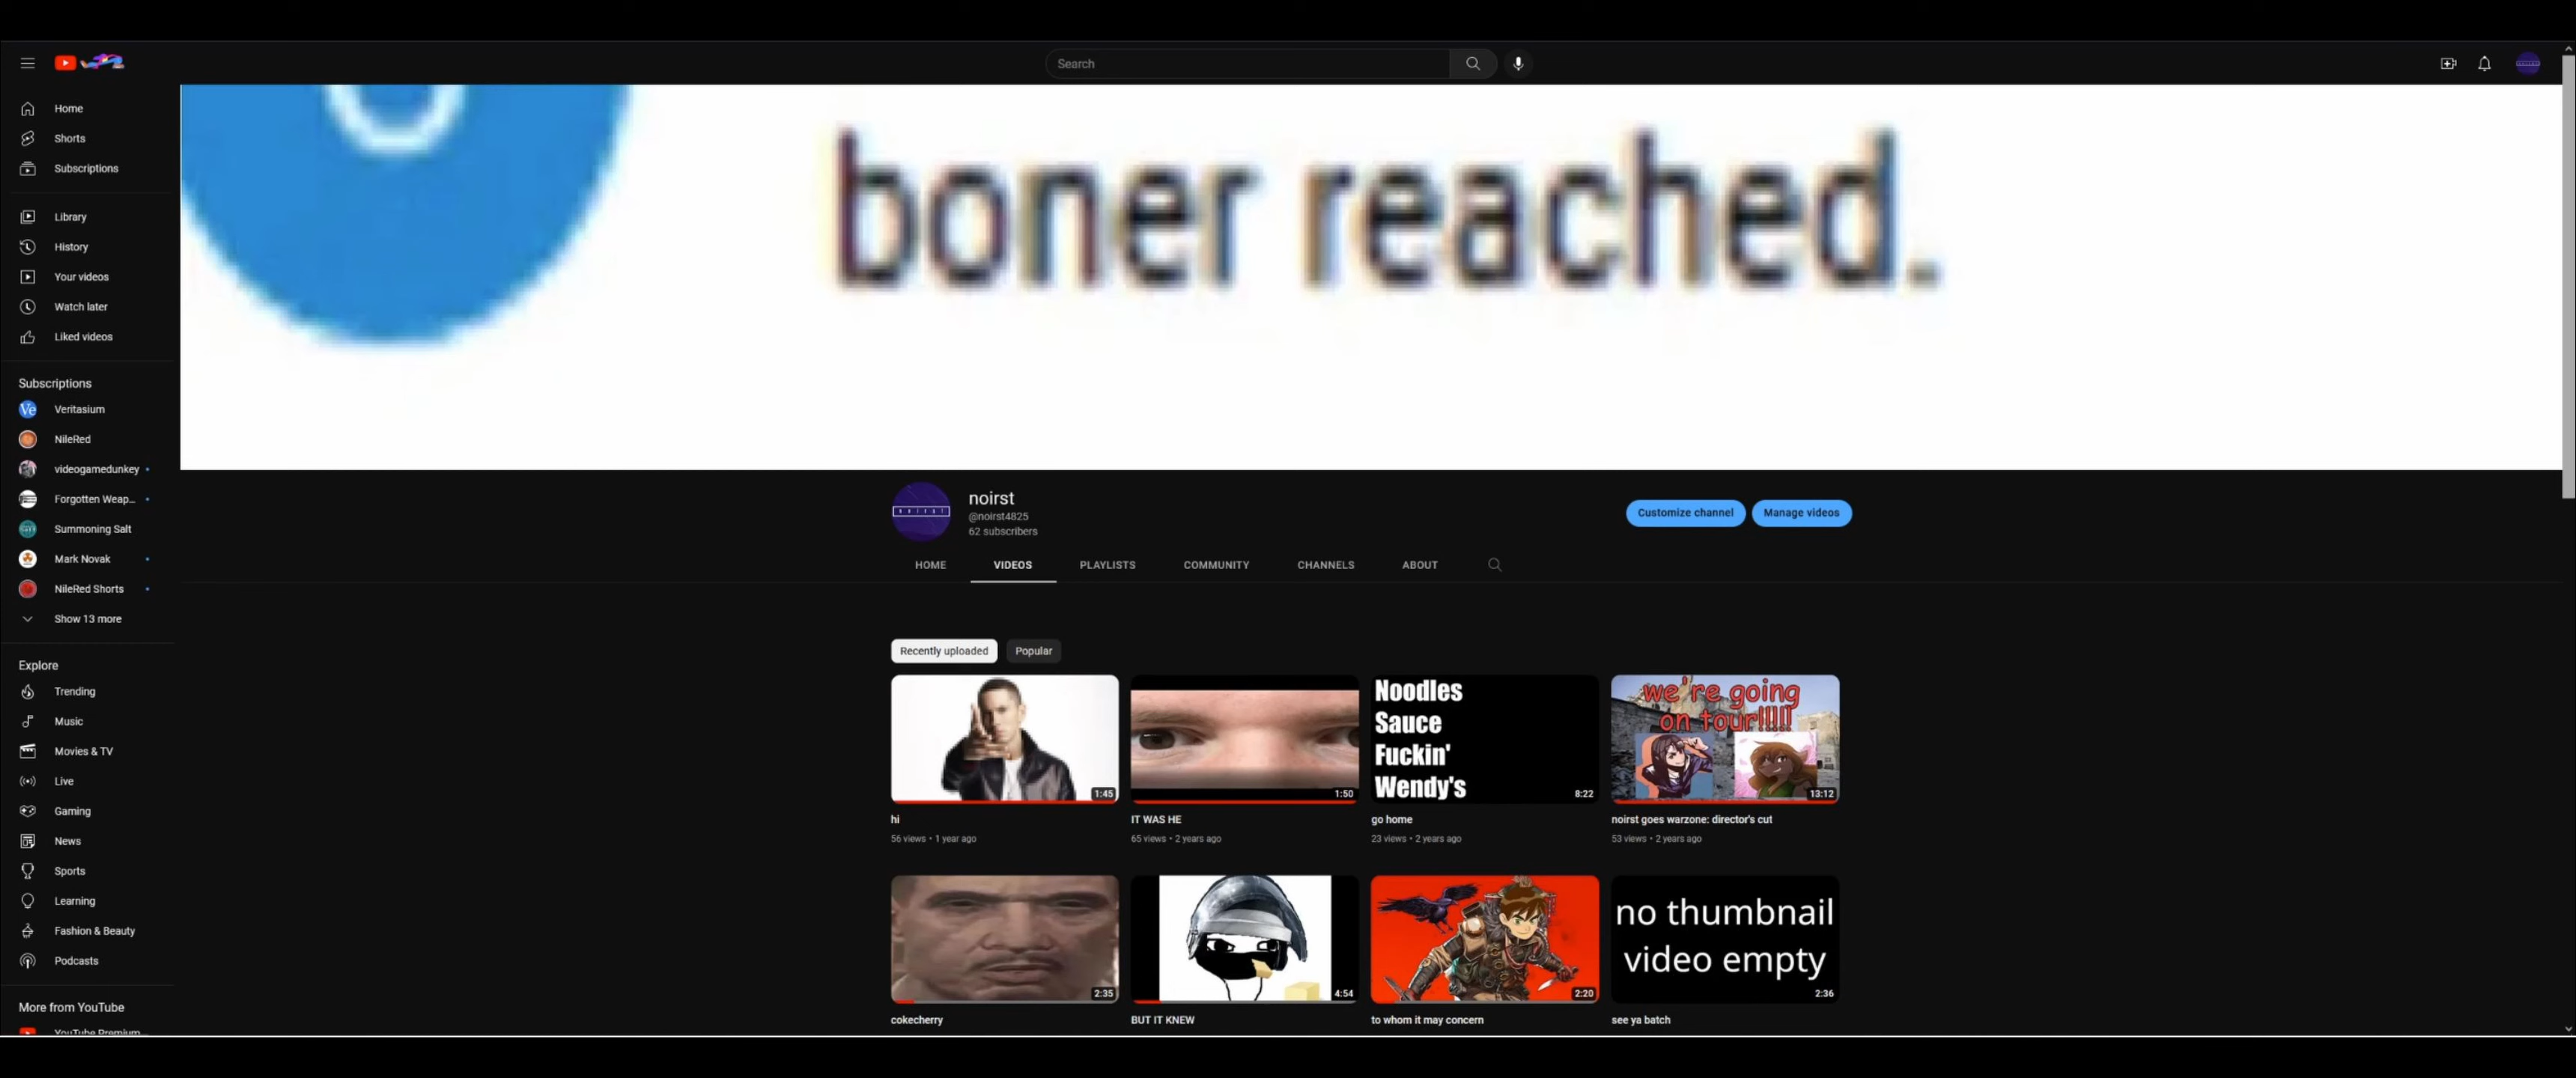 Search
Home
Shorts
Subscriptions
Library
History
Your videos
Watch later
Liked videos
Subscriptions
Ve
Veritasium
NileRed
videogamedunkey
Forgotten Weap...
Summoning Salt
Mark Novak
NileRed Shorts
Show 13 more
Explore
Trending
Music
Movies & TV
Live
Gaming
News
Sports
Learning
Fashion & Beauty
Podcasts
More from YouTube
YouTube Premium
boner reached.
noirst
noirst
@noirst4825
62 subscribers
Customize channel
Manage videos
HOME
VIDEOS
PLAYLISTS
COMMUNITY
CHANNELS
ABOUT
Recently uploaded
Popular
1:45
hi
56 views • 1 year ago
1:50
IT WAS HE
65 views • 2 years ago
Noodles
Sauce
Fuckin'
Wendy's
8:22
go home
23 views • 2 years ago
we're going
on tour!!!!!
13:12
noirst goes warzone: director's cut
53 views • 2 years ago
2:35
cokecherry
4:54
BUT IT KNEW
2:20
to whom it may concern
no thumbnail
video empty
2:36
see ya batch